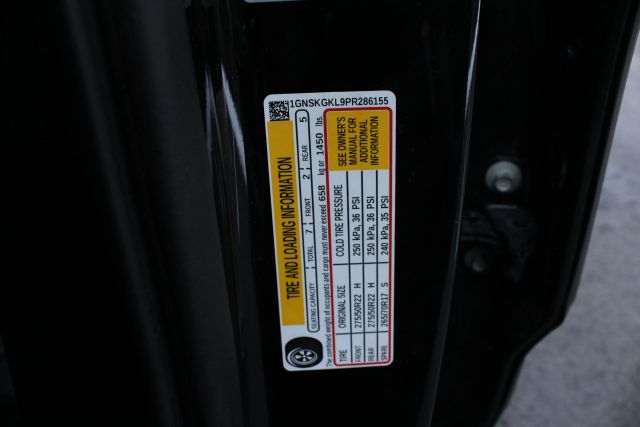 1GNSKGKL9PR286155
TIRE AND LOADING INFORMATION
SEATING CAPACITY TOTAL 7 FRONT 2 REAR 5
The combined weight of occupants and cargo must never exceed 658 kg or 1450 lbs.
TIRE ORIGINAL SIZE COLD TIRE PRESSURE
FRONT 275/50R22 H 250 kPa, 36 PSI
REAR 275/50R22 H 250 kPa, 36 PSI
SPARE 265/70R17 S 240 kPa, 35 PSI
SEE OWNER'S
MANUAL FOR
ADDITIONAL
INFORMATION